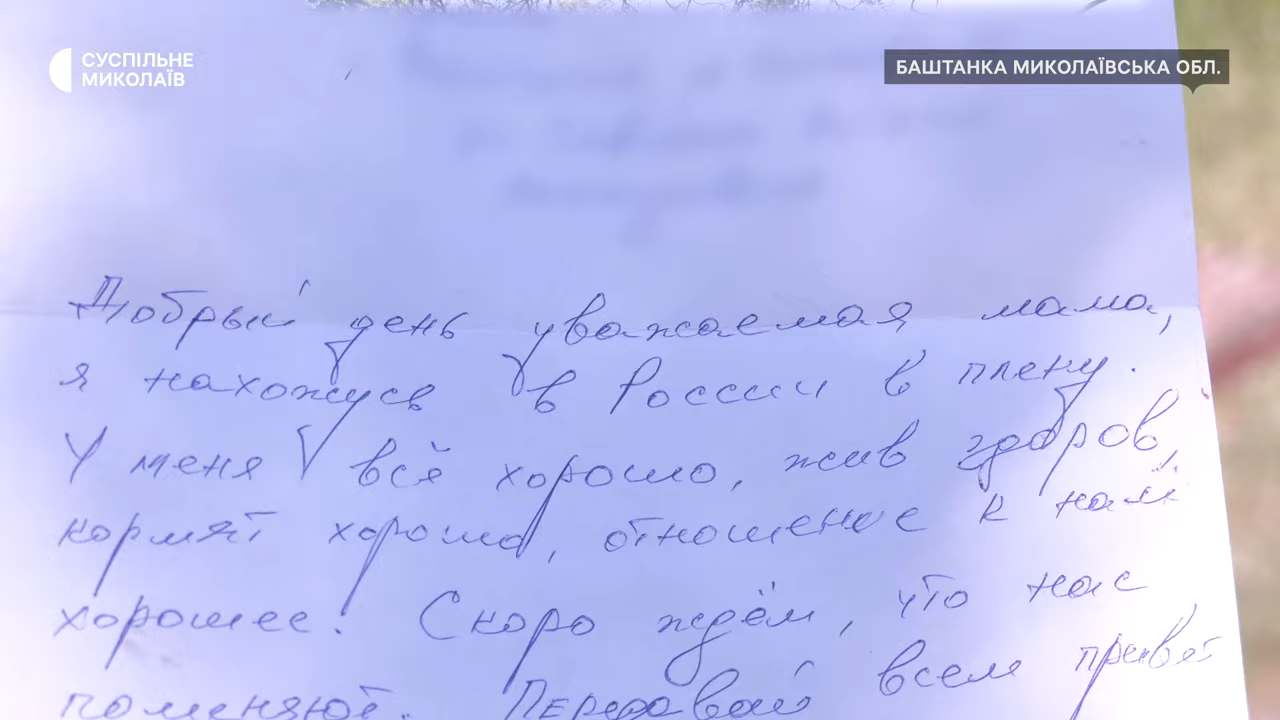 СУСПІЛЬНЕ
МИКОЛАЇВ
БАШТАНКА МИКОЛАЇВСЬКА ОБЛ.
Добрый день уважаемая мама,
я нахожусь в России в плену.
У меня всё хорошо, жив здоров,
кормят хорошо, отношение к нам
хорошее! Скоро ждём, что нас
поменяют. Передавай всем привет